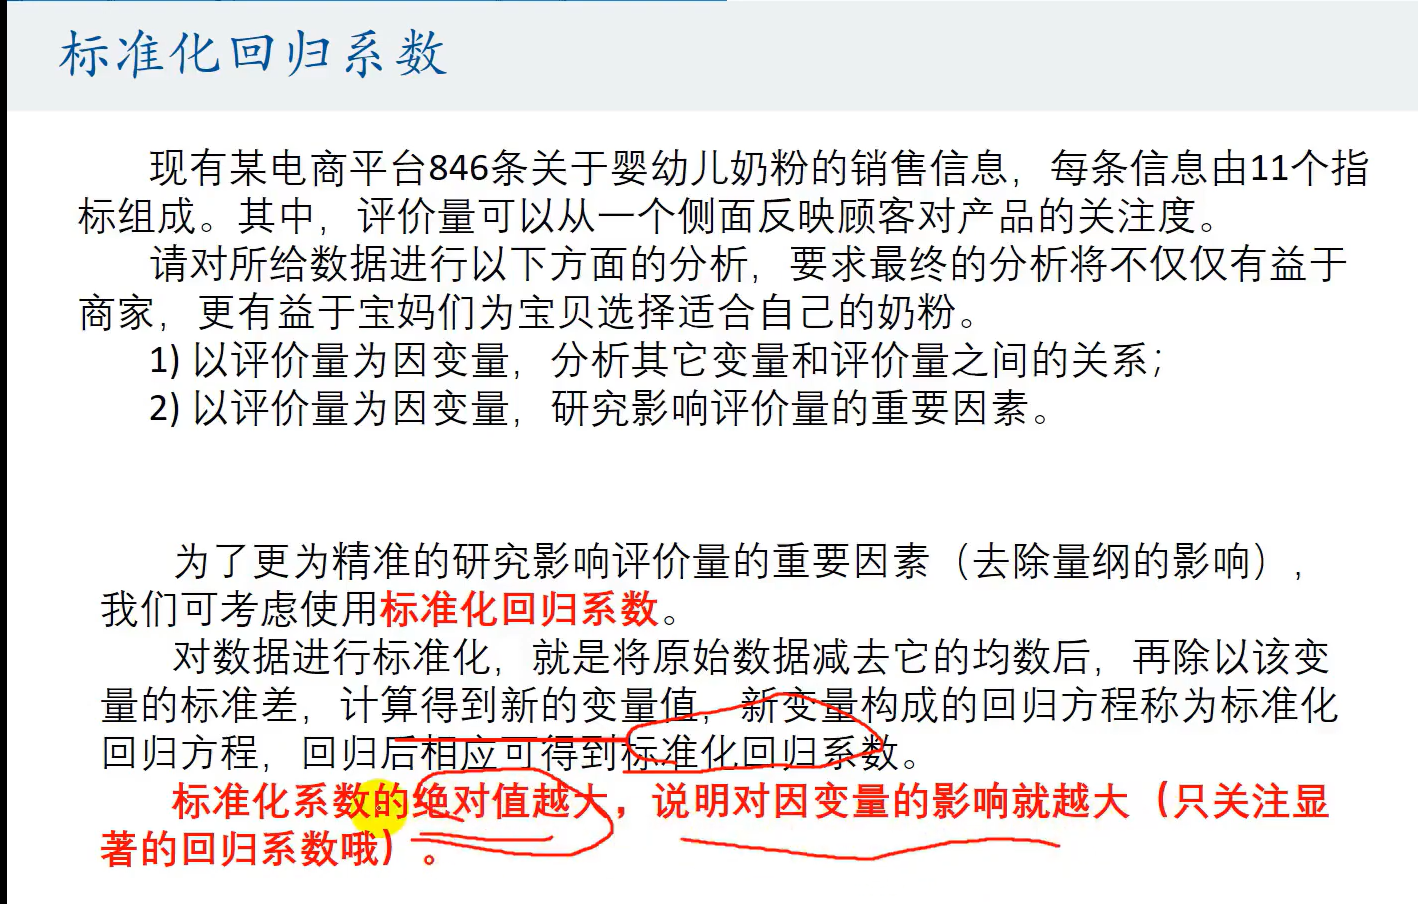 标准化回归系数
现有某电商平台846条关于婴幼儿奶粉的销售信息，每条信息由11个指
标组成。其中，评价量可以从一个侧面反映顾客对产品的关注度。
请对所给数据进行以下方面的分析，要求最终的分析将不仅仅有益于
商家，更有益于宝妈们为宝贝选择适合自己的奶粉。
1) 以评价量为因变量，分析其它变量和评价量之间的关系；
2) 以评价量为因变量，研究影响评价量的重要因素。
为了更为精准的研究影响评价量的重要因素（去除量纲的影响），
我们可考虑使用标准化回归系数。
对数据进行标准化，就是将原始数据减去它的均数后，再除以该变
量的标准差，计算得到新的变量值，新变量构成的回归方程称为标准化
回归方程，回归后相应可得到标准化回归系数。
标准化系数的绝对值越大，说明对因变量的影响就越大（只关注显
著的回归系数哦）。